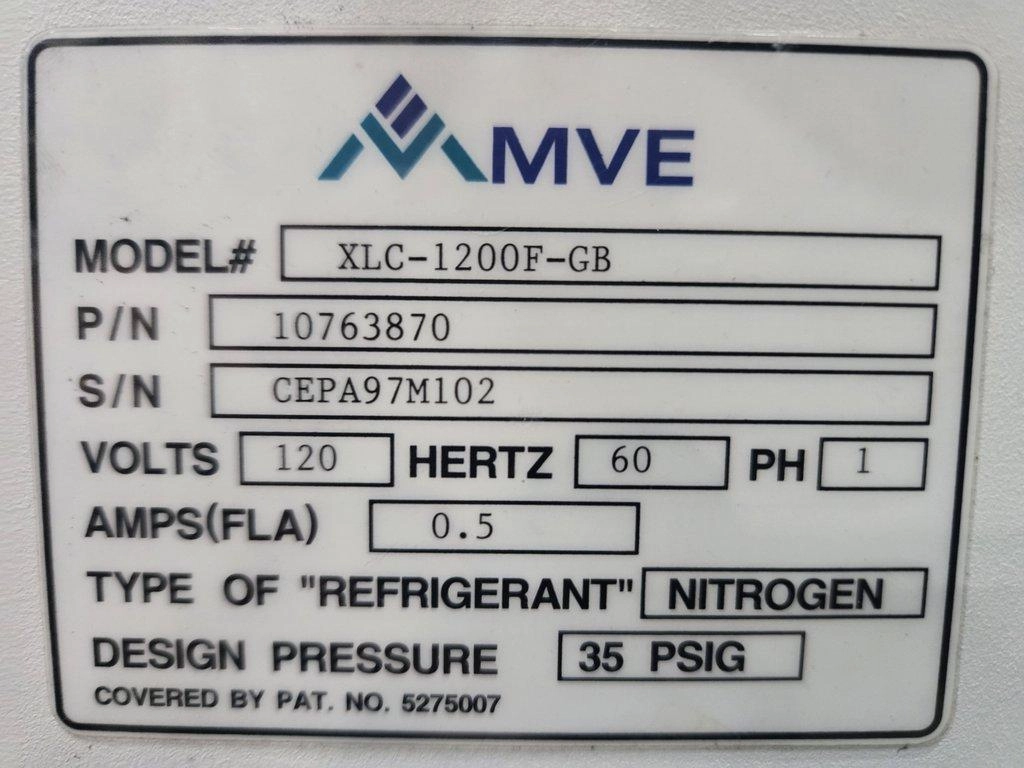 MVE
MODEL# XLC-1200F-GB
P/N 10763870
S/N CEPA97M102
VOLTS 120 HERTZ 60 PH 1
AMPS(FLA) 0.5
TYPE OF "REFRIGERANT" NITROGEN
DESIGN PRESSURE 35 PSIG
COVERED BY PAT. NO. 5275007